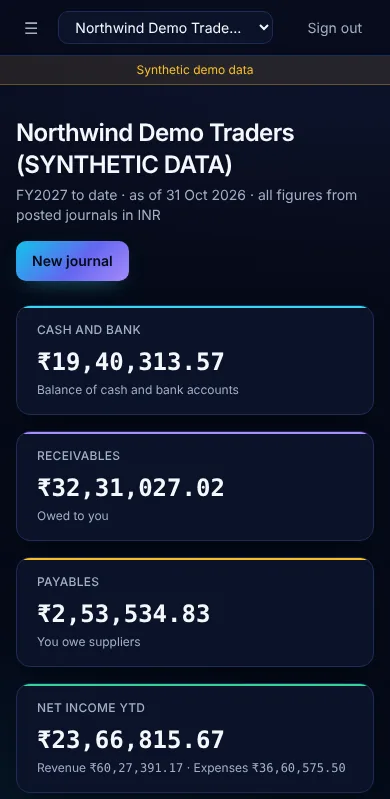 ☰ Northwind Demo Trade... Sign out
Synthetic demo data
Northwind Demo Traders
(SYNTHETIC DATA)
FY2027 to date · as of 31 Oct 2026 · all figures from
posted journals in INR
New journal
CASH AND BANK
₹19,40,313.57
Balance of cash and bank accounts
RECEIVABLES
₹32,31,027.02
Owed to you
PAYABLES
₹2,53,534.83
You owe suppliers
NET INCOME YTD
₹23,66,815.67
Revenue ₹60,27,391.17 · Expenses ₹36,60,575.50